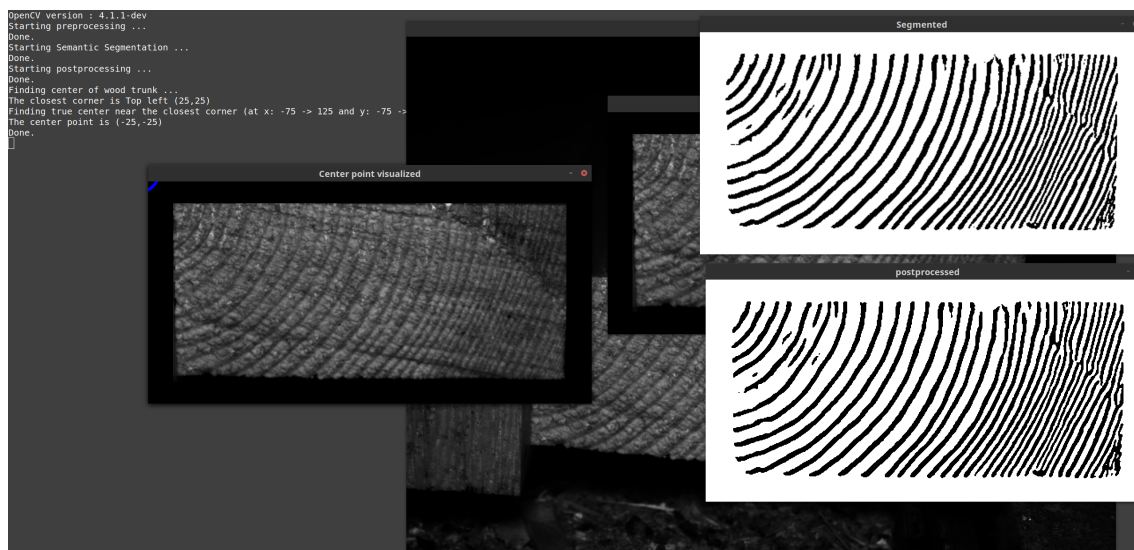 OpenCV version : 4.1.1-dev
Starting preprocessing ...
Done.
Starting Semantic Segmentation ...
Done.
Starting postprocessing ...
Done.
Finding center of wood trunk ...
The closest corner is Top left (25,25)
Finding true center near the closest corner (at x: -75 -> 125 and y: -75 ->
The center point is (-25,-25)
Done.
Segmented
Center point visualized
postprocessed